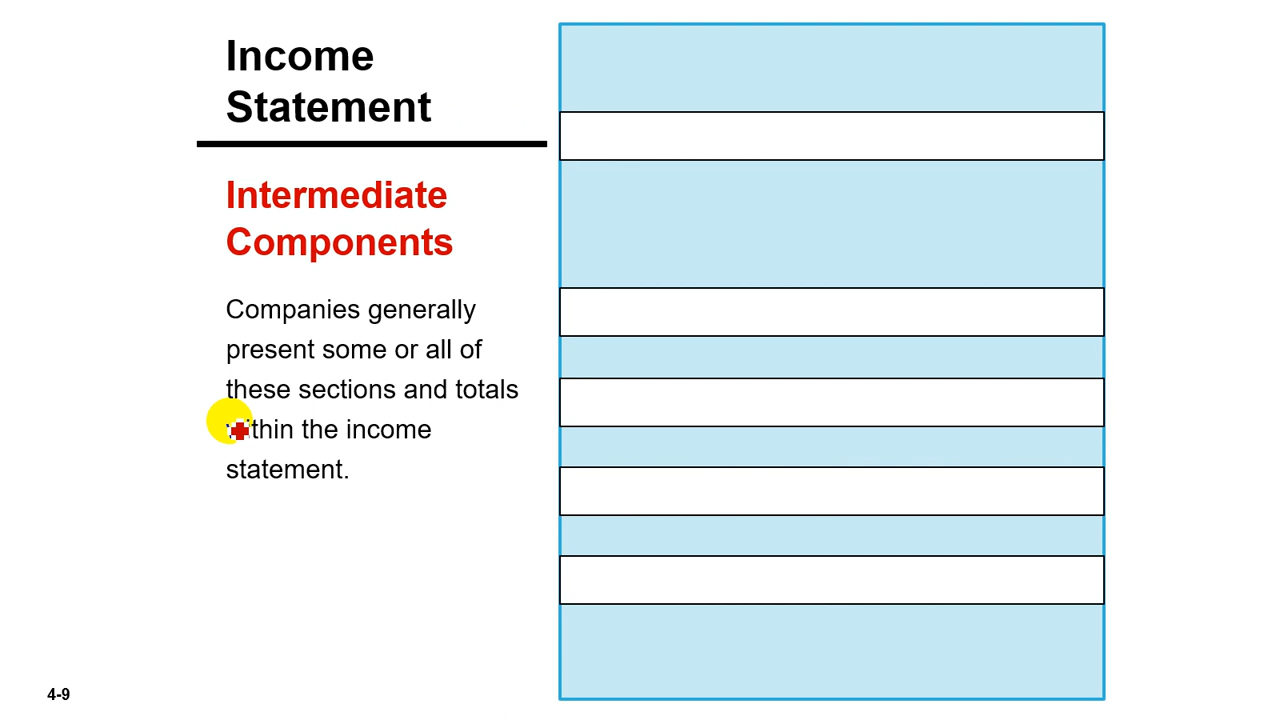 Income
Statement
Intermediate
Components
Companies generally
present some or all of
these sections and totals
within the income
statement.
4-9